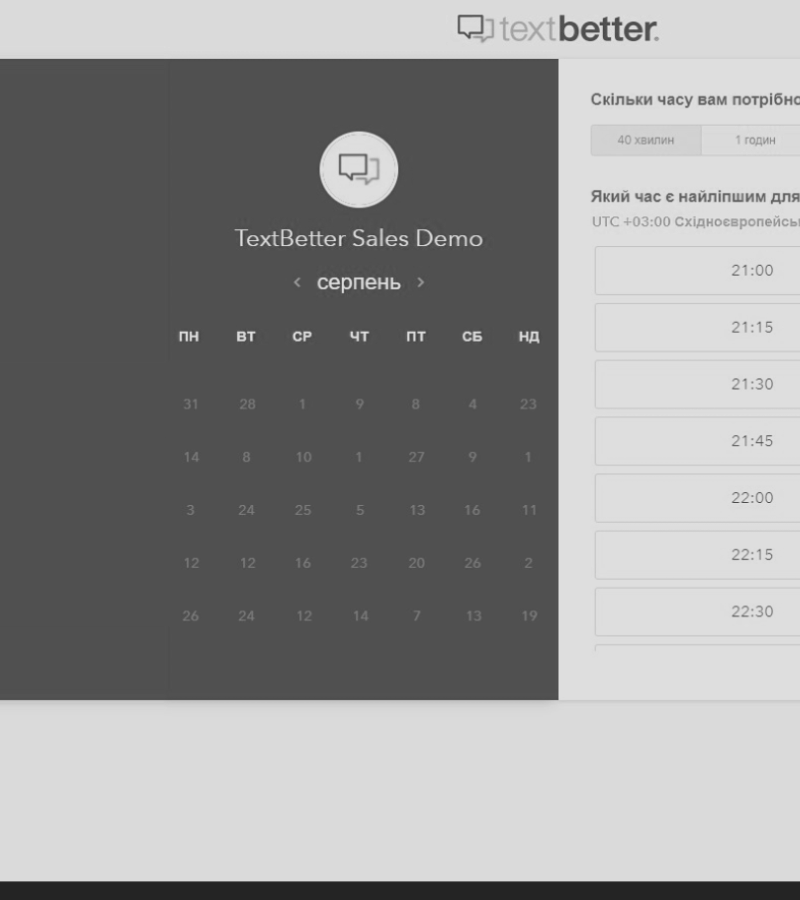 textbetter.
TextBetter Sales Demo
< серпень >
ПН ВТ СР ЧТ ПТ СБ НД
31 28 1 9 8 4 23
14 8 10 1 27 9 1
3 24 25 5 13 16 11
12 12 16 23 20 26 2
26 24 12 14 7 13 19
Скільки часу вам потрібно
40 хвилин 1 годин
Який час є найліпшим для
UTC +03:00 Східноєвропейсь
21:00
21:15
21:30
21:45
22:00
22:15
22:30